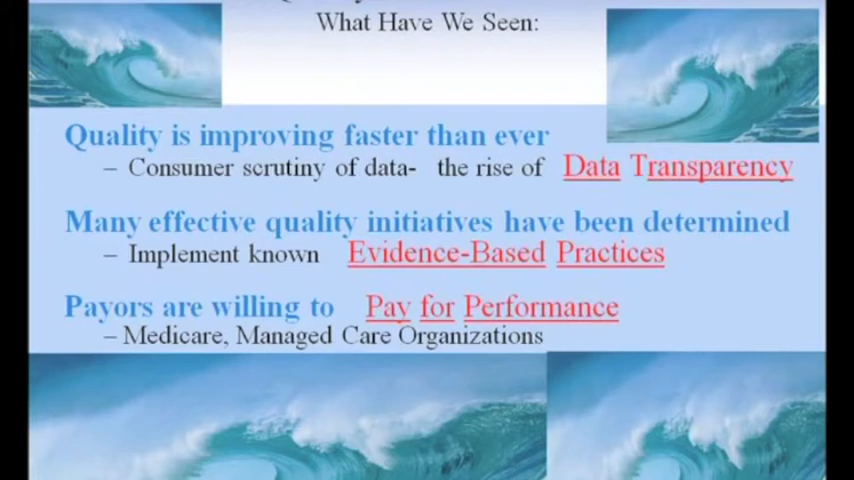 What Have We Seen:
Quality is improving faster than ever
– Consumer scrutiny of data- the rise of Data Transparency
Many effective quality initiatives have been determined
– Implement known Evidence-Based Practices
Payors are willing to Pay for Performance
– Medicare, Managed Care Organizations